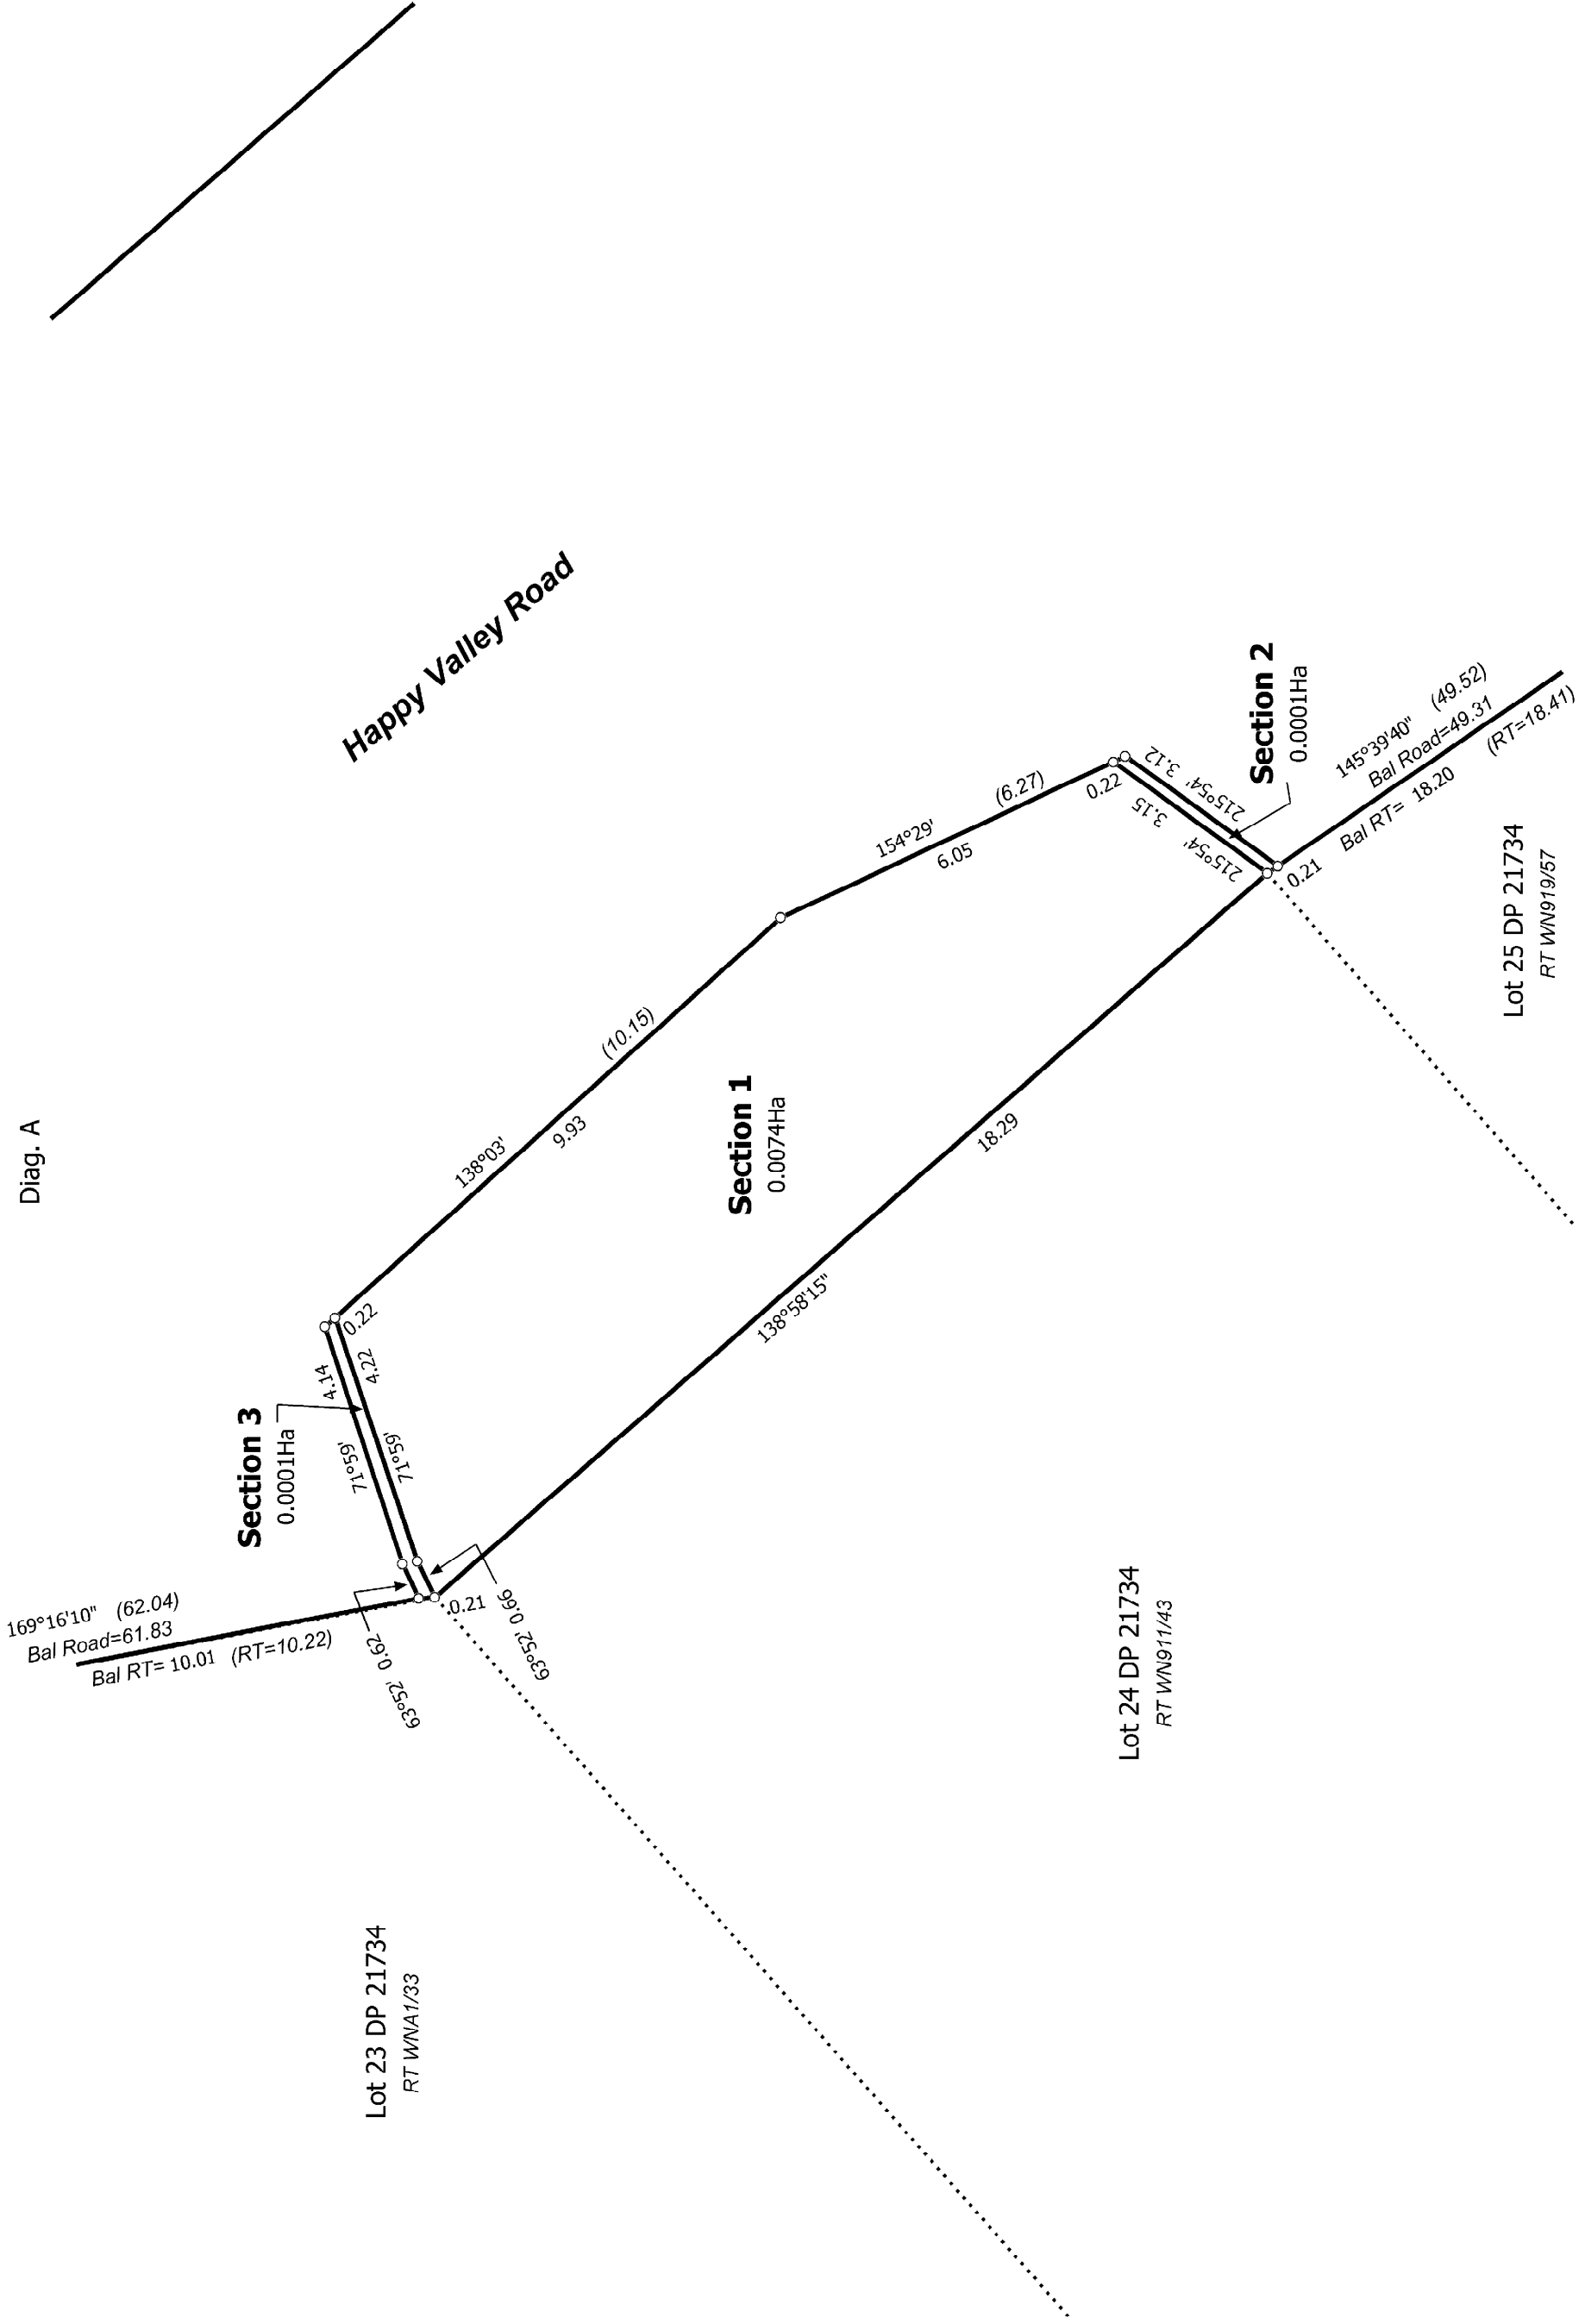 Diag. A
Happy Valley Road
Section 3
0.0001Ha
4.14
71°59'
4.22
71°59'
0.22
138°03'
(10.15)
9.93
154°29'
(6.27)
6.05
0.22
3.12
215°54'
3.15
215°54'
Section 2
0.0001Ha
145°39'40" (49.52)
Bal Road=49.31
Bal RT= 18.20
(RT=18.41)
0.21
Section 1
0.0074Ha
18.29
138°58'15"
169°16'10" (62.04)
Bal Road=61.83
Bal RT= 10.01 (RT=10.22)
0.21
63°52' 0.62
63°52' 0.66
Lot 23 DP 21734
RT WNA1/33
Lot 24 DP 21734
RT WN911/43
Lot 25 DP 21734
RT WN919/57